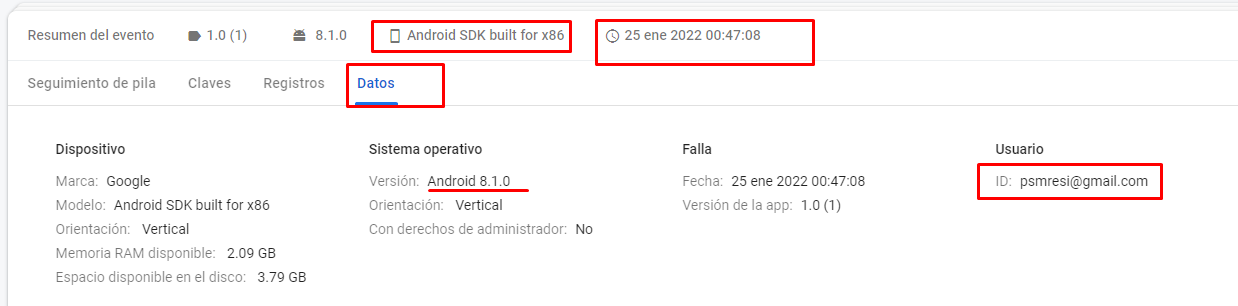 Resumen del evento 1.0 (1) 8.1.0 Android SDK built for x86 25 ene 2022 00:47:08
Seguimiento de pila Claves Registros Datos
Dispositivo
Marca: Google
Modelo: Android SDK built for x86
Orientación: Vertical
Memoria RAM disponible: 2.09 GB
Espacio disponible en el disco: 3.79 GB
Sistema operativo
Versión: Android 8.1.0
Orientación: Vertical
Con derechos de administrador: No
Falla
Fecha: 25 ene 2022 00:47:08
Versión de la app: 1.0 (1)
Usuario
ID: psmresi@gmail.com